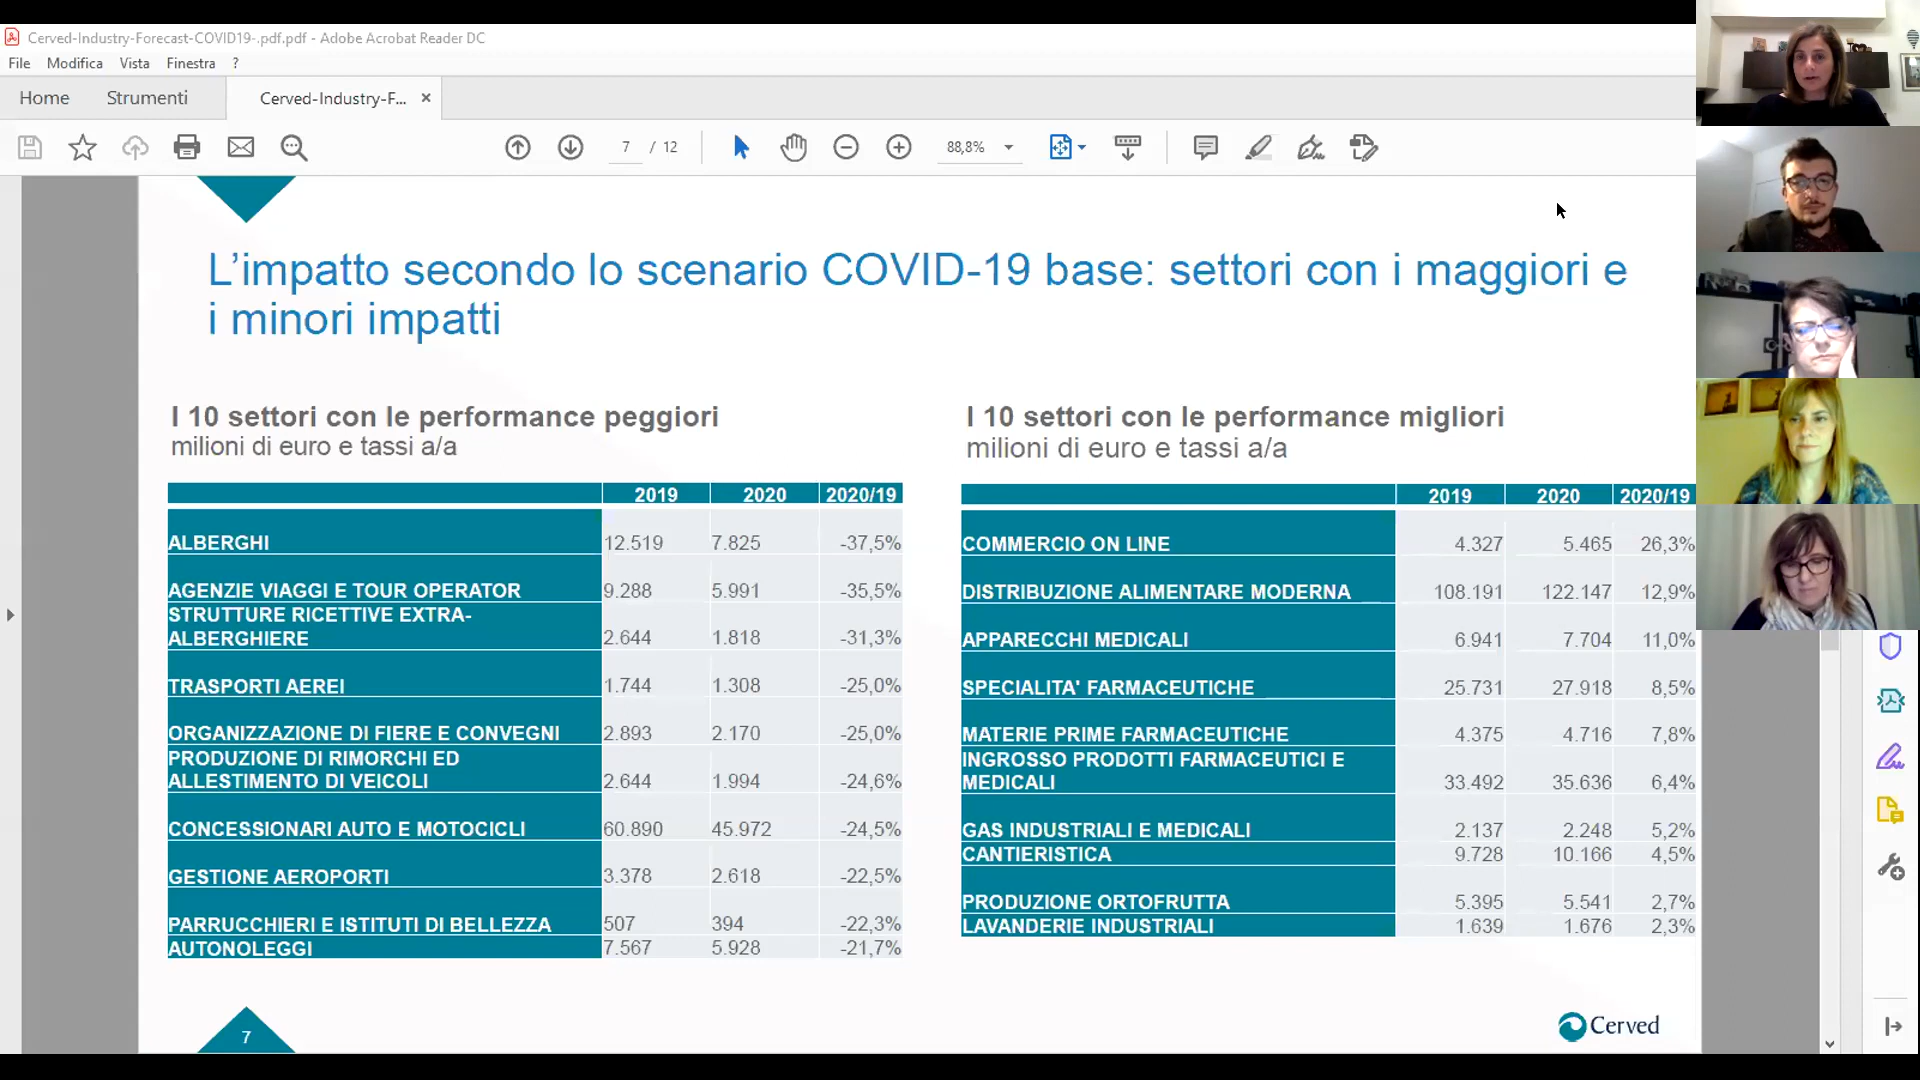 Cerved-Industry-Forecast-COVID19-.pdf.pdf - Adobe Acrobat Reader DC
File Modifica Vista Finestra ?
Home Strumenti Cerved-Industry-F... ×
7 / 12 88,8%
L'impatto secondo lo scenario COVID-19 base: settori con i maggiori e
i minori impatti
I 10 settori con le performance peggiori
milioni di euro e tassi a/a
2019 2020 2020/19
ALBERGHI 12.519 7.825 -37,5%
AGENZIE VIAGGI E TOUR OPERATOR 9.288 5.991 -35,5%
STRUTTURE RICETTIVE EXTRA-
ALBERGHIERE 2.644 1.818 -31,3%
TRASPORTI AEREI 1.744 1.308 -25,0%
ORGANIZZAZIONE DI FIERE E CONVEGNI 2.893 2.170 -25,0%
PRODUZIONE DI RIMORCHI ED
ALLESTIMENTO DI VEICOLI 2.644 1.994 -24,6%
CONCESSIONARI AUTO E MOTOCICLI 60.890 45.972 -24,5%
GESTIONE AEROPORTI 3.378 2.618 -22,5%
PARRUCCHIERI E ISTITUTI DI BELLEZZA 507 394 -22,3%
AUTONOLEGGI 7.567 5.928 -21,7%
I 10 settori con le performance migliori
milioni di euro e tassi a/a
2019 2020 2020/19
COMMERCIO ON LINE 4.327 5.465 26,3%
DISTRIBUZIONE ALIMENTARE MODERNA 108.191 122.147 12,9%
APPARECCHI MEDICALI 6.941 7.704 11,0%
SPECIALITA' FARMACEUTICHE 25.731 27.918 8,5%
MATERIE PRIME FARMACEUTICHE 4.375 4.716 7,8%
INGROSSO PRODOTTI FARMACEUTICI E
MEDICALI 33.492 35.636 6,4%
GAS INDUSTRIALI E MEDICALI 2.137 2.248 5,2%
CANTIERISTICA 9.728 10.166 4,5%
PRODUZIONE ORTOFRUTTA 5.395 5.541 2,7%
LAVANDERIE INDUSTRIALI 1.639 1.676 2,3%
7
Cerved